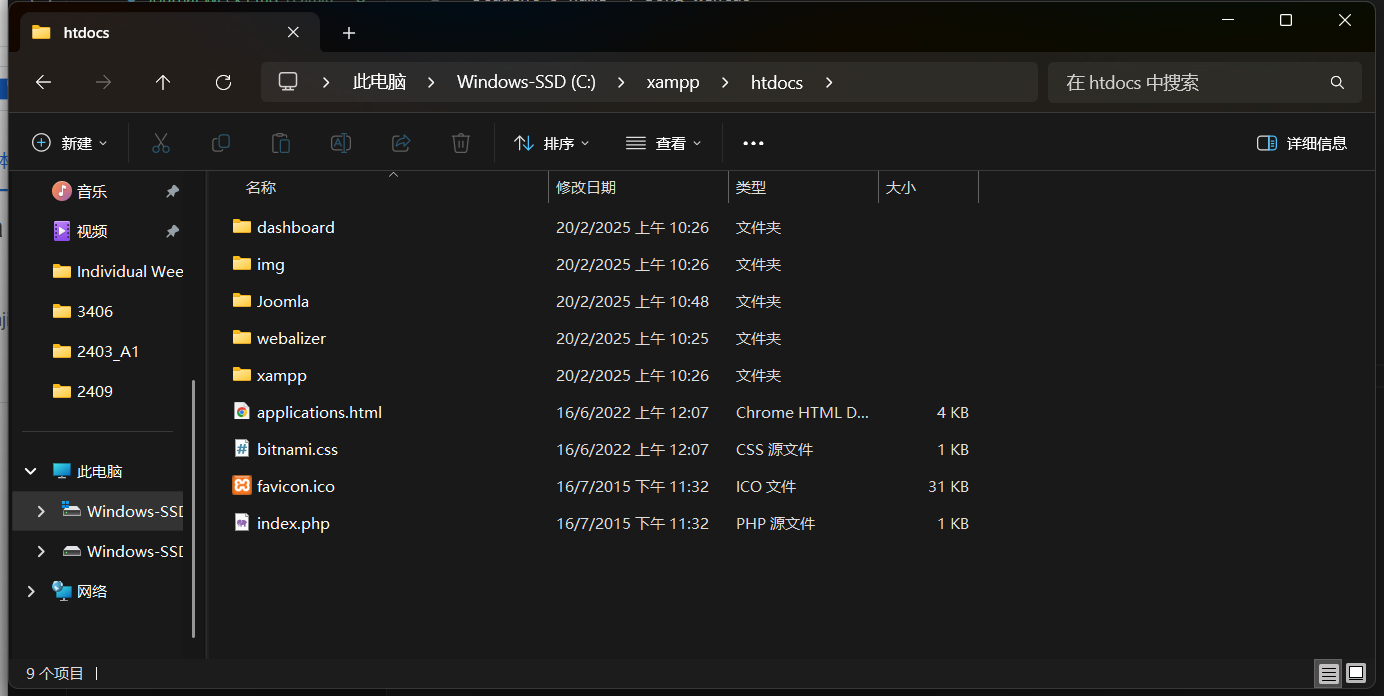 htdocs
此电脑 Windows-SSD (C:) xampp htdocs
在 htdocs 中搜索
新建 排序 查看 详细信息
名称 修改日期 类型 大小
音乐
视频
Individual Wee
3406
2403_A1
2409
此电脑
Windows-SSD
Windows-SSD
网络
dashboard 20/2/2025 上午 10:26 文件夹
img 20/2/2025 上午 10:26 文件夹
Joomla 20/2/2025 上午 10:48 文件夹
webalizer 20/2/2025 上午 10:25 文件夹
xampp 20/2/2025 上午 10:26 文件夹
applications.html 16/6/2022 上午 12:07 Chrome HTML D... 4 KB
bitnami.css 16/6/2022 上午 12:07 CSS 源文件 1 KB
favicon.ico 16/7/2015 下午 11:32 ICO 文件 31 KB
index.php 16/7/2015 下午 11:32 PHP 源文件 1 KB
9 个项目